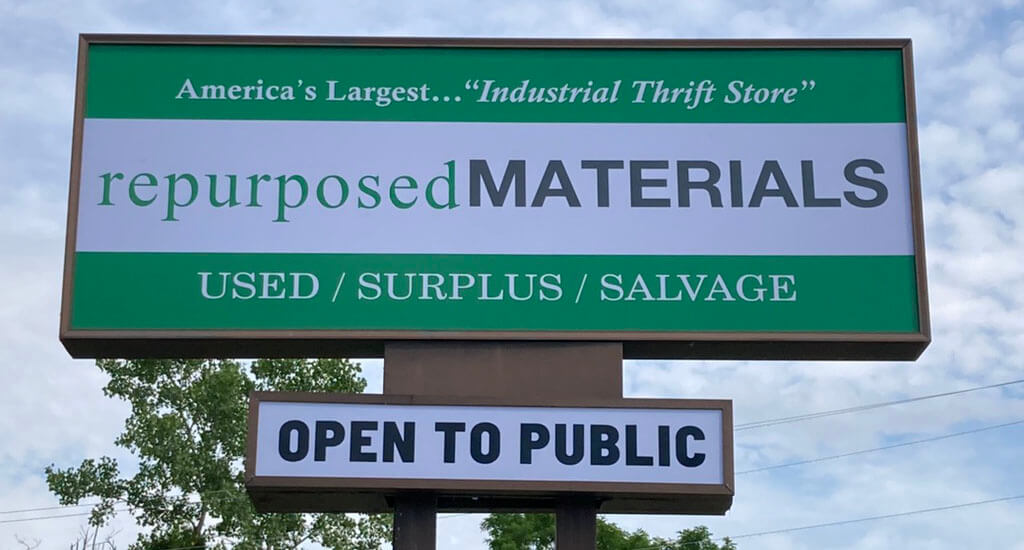 America's Largest..."Industrial Thrift Store"
repurposedMATERIALS
USED / SURPLUS / SALVAGE
OPEN TO PUBLIC